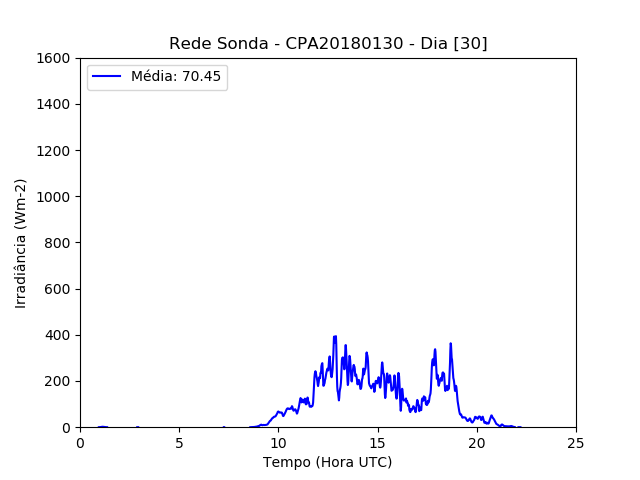 Rede Sonda - CPA20180130 - Dia [30]
Média: 70.45
1600
1400
1200
1000
800
600
400
200
0
Irradiância (Wm-2)
0 5 10 15 20 25
Tempo (Hora UTC)